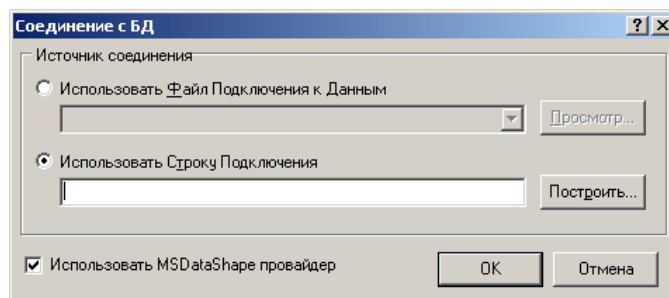 Соединение с БД
Источник соединения
Использовать Файл Подключения к Данным
Просмотр...
Использовать Строку Подключения
Построить...
Использовать MSDataShape провайдер
OK
Отмена